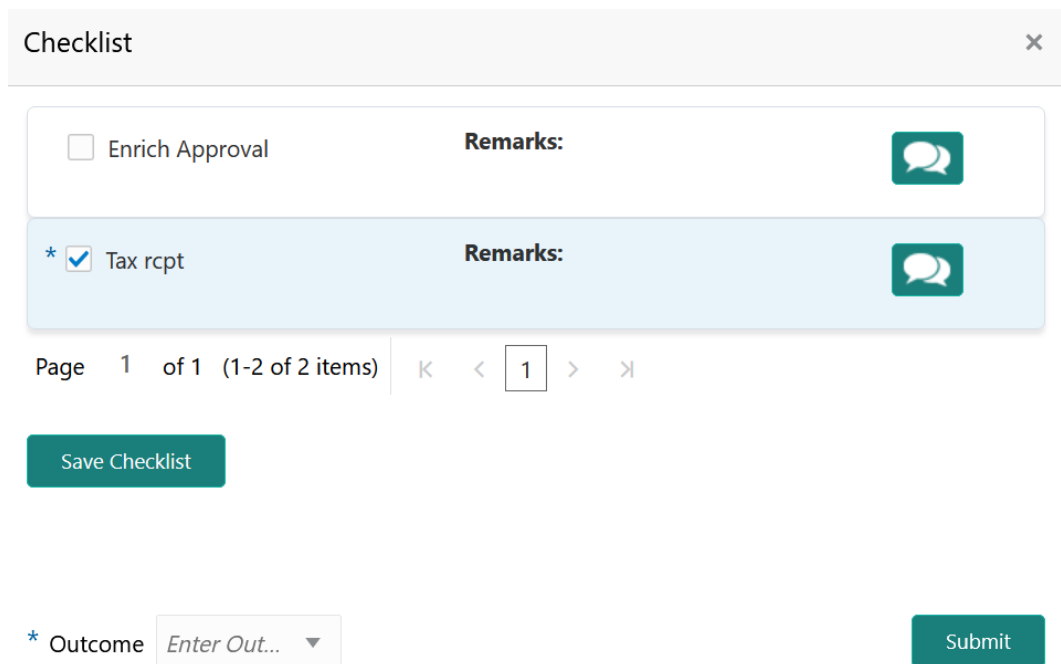 Checklist ×
Enrich Approval Remarks:
* Tax rcpt Remarks:
Page 1 of 1 (1-2 of 2 items) 1
Save Checklist
* Outcome Enter Out... Submit